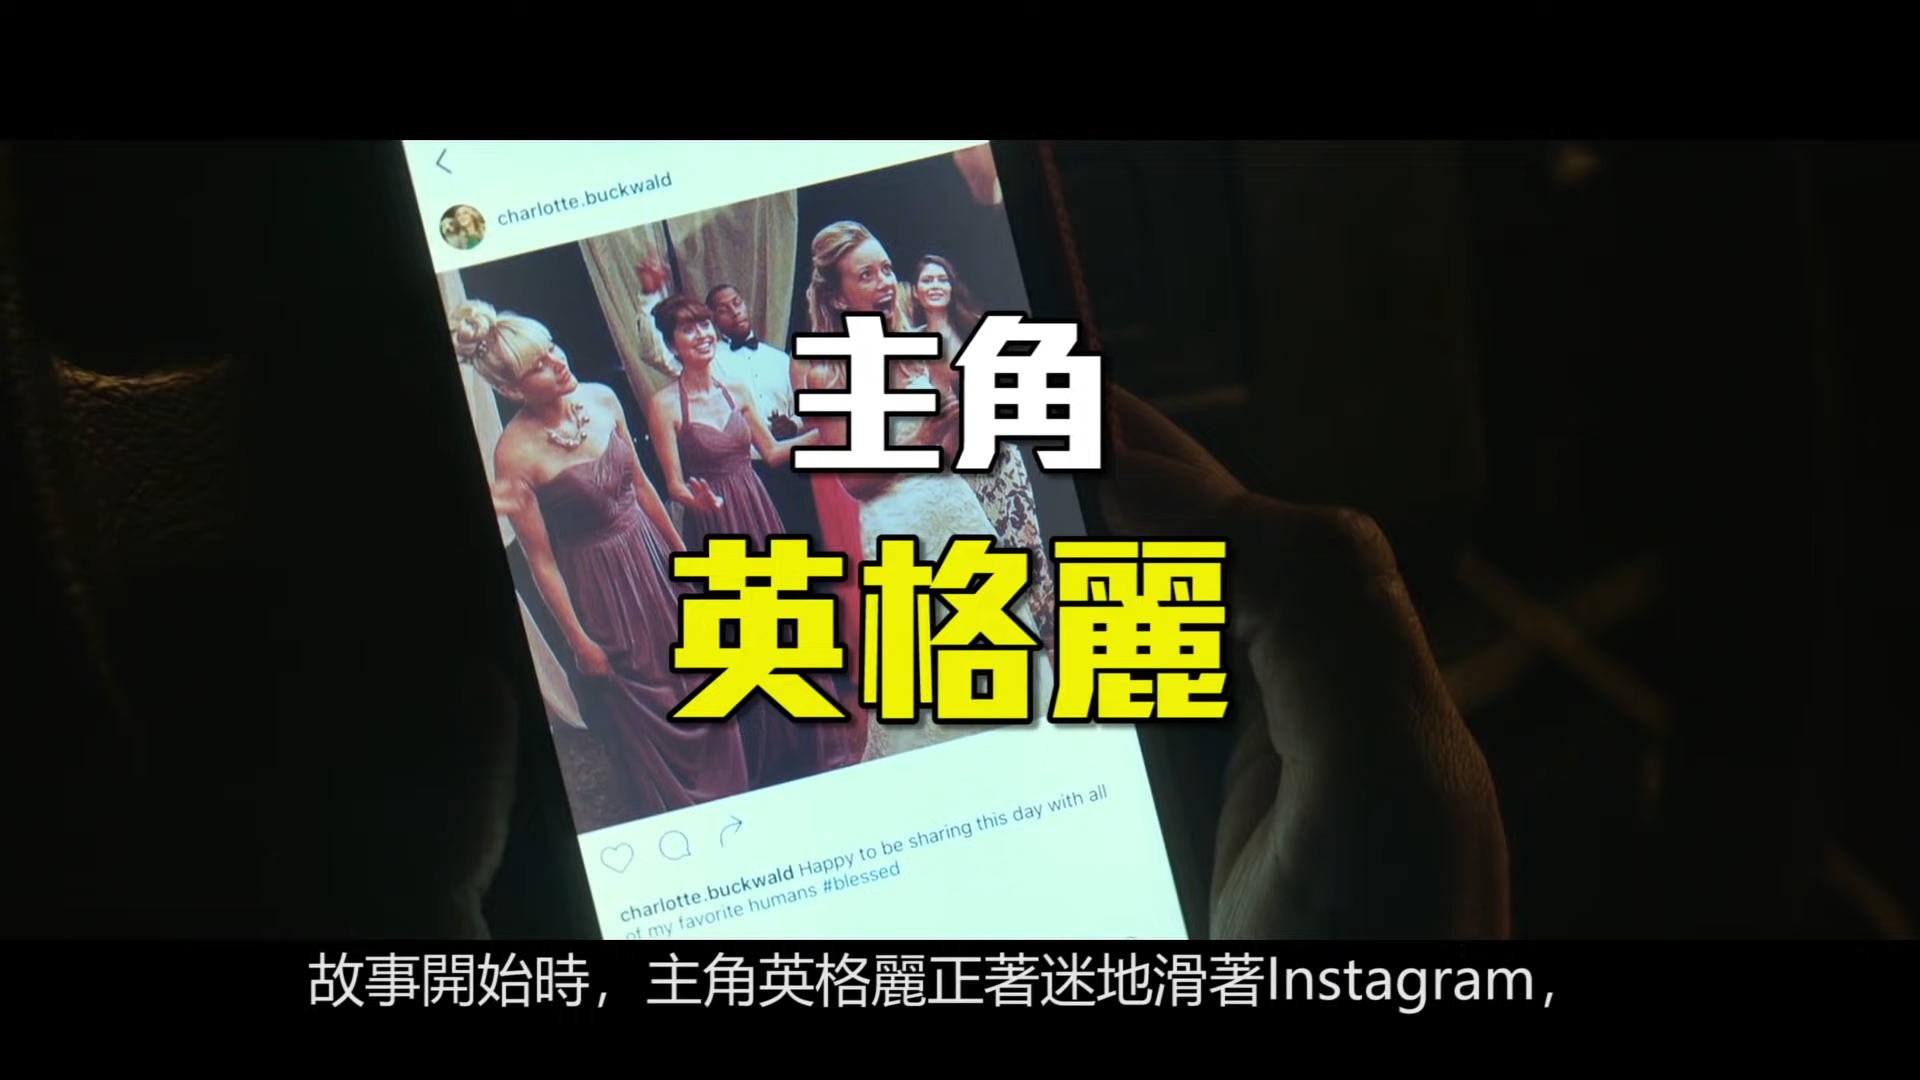 charlotte.buckwald
主角
英格麗
charlotte.buckwald Happy to be sharing this day with all
of my favorite humans #blessed
故事開始時，主角英格麗正著迷地滑著Instagram，